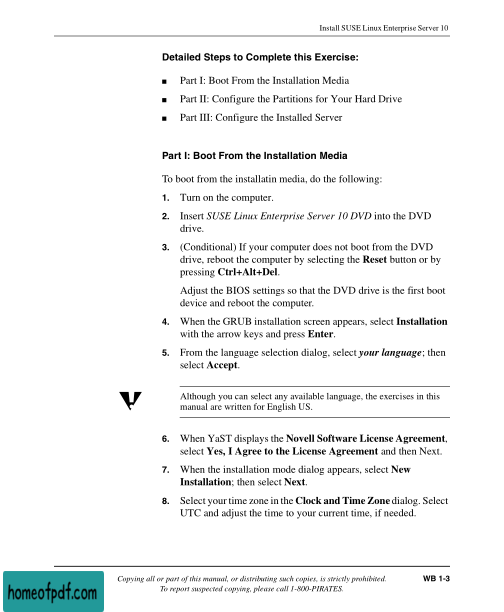 Install SUSE Linux Enterprise Server 10
Detailed Steps to Complete this Exercise:
■ Part I: Boot From the Installation Media
■ Part II: Configure the Partitions for Your Hard Drive
■ Part III: Configure the Installed Server
Part I: Boot From the Installation Media
To boot from the installatin media, do the following:
1. Turn on the computer.
2. Insert SUSE Linux Enterprise Server 10 DVD into the DVD
drive.
3. (Conditional) If your computer does not boot from the DVD
drive, reboot the computer by selecting the Reset button or by
pressing Ctrl+Alt+Del.
Adjust the BIOS settings so that the DVD drive is the first boot
device and reboot the computer.
4. When the GRUB installation screen appears, select Installation
with the arrow keys and press Enter.
5. From the language selection dialog, select your language; then
select Accept.
Although you can select any available language, the exercises in this
manual are written for English US.
6. When YaST displays the Novell Software License Agreement,
select Yes, I Agree to the License Agreement and then Next.
7. When the installation mode dialog appears, select New
Installation; then select Next.
8. Select your time zone in the Clock and Time Zone dialog. Select
UTC and adjust the time to your current time, if needed.
Copying all or part of this manual, or distributing such copies, is strictly prohibited.
To report suspected copying, please call 1-800-PIRATES.
WB 1-3
homeofpdf.com